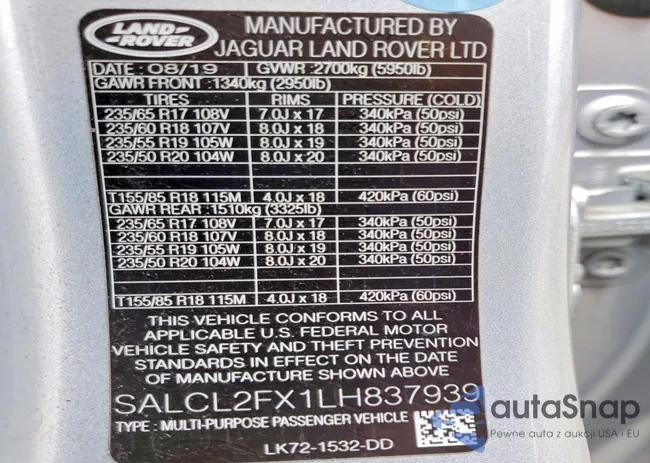 LAND ROVER
MANUFACTURED BY
JAGUAR LAND ROVER LTD
DATE : 08/19 GVWR :2700kg (5950lb)
GAWR FRONT :1340kg (2950lb)
TIRES RIMS PRESSURE (COLD)
235/65 R17 108V 7.0J x 17 340kPa (50psi)
235/60 R18 107V 8.0J x 18 340kPa (50psi)
235/55 R19 105W 8.0J x 19 340kPa (50psi)
235/50 R20 104W 8.0J x 20 340kPa (50psi)
T155/85 R18 115M 4.0J x 18 420kPa (60psi)
GAWR REAR :1510kg (3325lb)
235/65 R17 108V 7.0J x 17 340kPa (50psi)
235/60 R18 107V 8.0J x 18 340kPa (50psi)
235/55 R19 105W 8.0J x 19 340kPa (50psi)
235/50 R20 104W 8.0J x 20 340kPa (50psi)
T155/85 R18 115M 4.0J x 18 420kPa (60psi)
THIS VEHICLE CONFORMS TO ALL
APPLICABLE U.S. FEDERAL MOTOR
VEHICLE SAFETY AND THEFT PREVENTION
STANDARDS IN EFFECT ON THE DATE
OF MANUFACTURE SHOWN ABOVE
SALCL2FX1LH837939
TYPE : MULTI-PURPOSE PASSENGER VEHICLE
LK72-1532-DD
autaSnap
Pewne auta z aukcji USA i EU